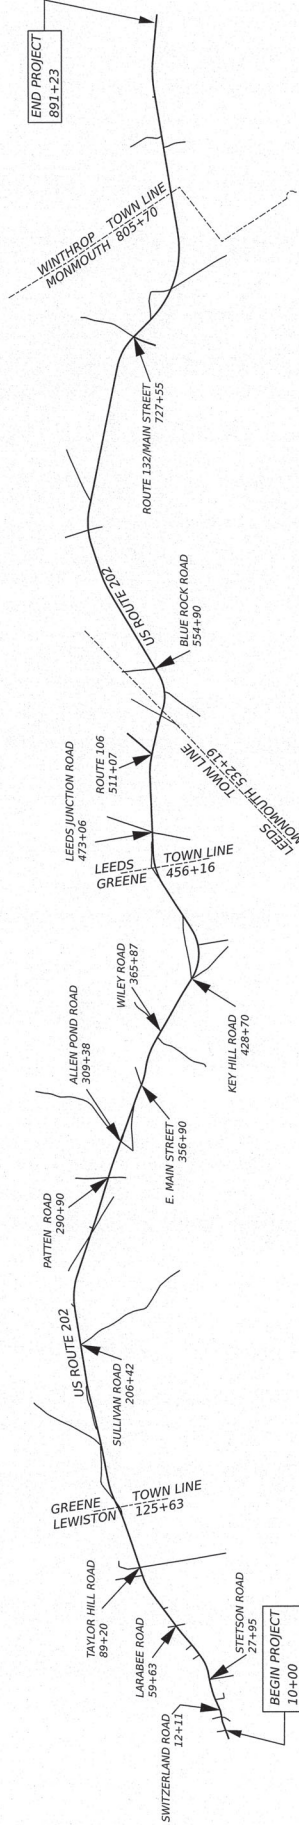 BEGIN PROJECT
10+00
SWITZERLAND ROAD
12+11
STETSON ROAD
27+95
LARABEE ROAD
59+63
TAYLOR HILL ROAD
89+20
GREENE
LEWISTON
TOWN LINE
125+63
US ROUTE 202
SULLIVAN ROAD
206+42
PATTEN ROAD
290+90
ALLEN POND ROAD
309+38
E. MAIN STREET
356+90
WILEY ROAD
365+87
KEY HILL ROAD
428+70
LEEDS
GREENE
TOWN LINE
456+16
LEEDS JUNCTION ROAD
473+06
ROUTE 106
511+07
LEEDS
TOWN LINE
MONMOUTH 532+19
BLUE ROCK ROAD
554+90
US ROUTE 202
ROUTE 132/MAIN STREET
727+55
WINTHROP TOWN LINE
MONMOUTH 805+70
END PROJECT
891+23